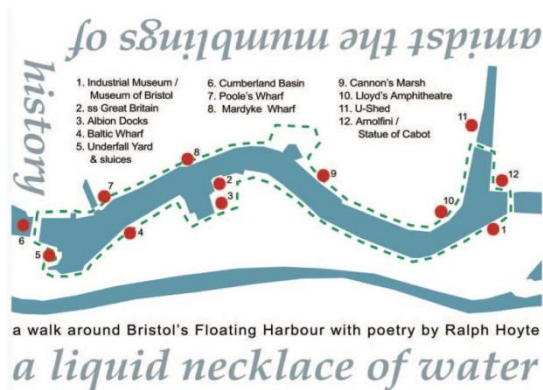 amidst the mumblings of
history
1. Industrial Museum /
Museum of Bristol
2. ss Great Britain
3. Albion Docks
4. Baltic Wharf
5. Underfall Yard
& sluices
6. Cumberland Basin
7. Poole's Wharf
8. Mardyke Wharf
9. Cannon's Marsh
10. Lloyd's Amphitheatre
11. U-Shed
12. Arnolfini /
Statue of Cabot
11
8
12
7
2
9
3
10
6
4
1
5
a walk around Bristol's Floating Harbour with poetry by Ralph Hoyte
a liquid necklace of water